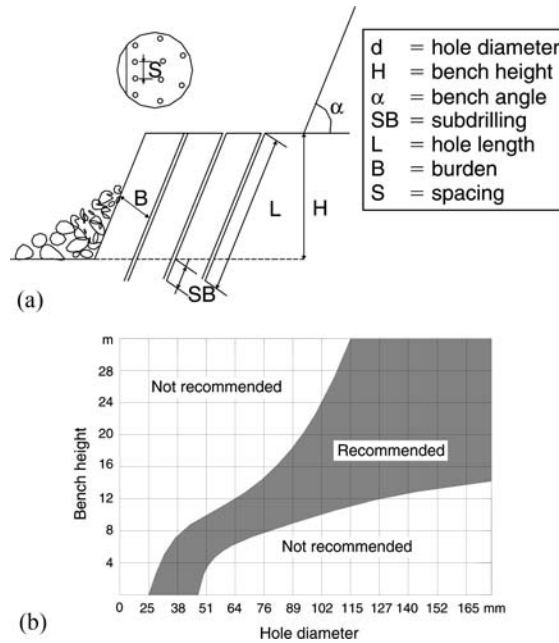 S
α
d = hole diameter
H = bench height
α = bench angle
SB = subdrilling
L = hole length
B = burden
S = spacing
B
L
H
SB
(a)
m
28
24
20
16
12
8
4
Bench height
Not recommended
Recommended
Not recommended
0 25 38 51 64 76 89 102 115 127 140 152 165 mm
Hole diameter
(b)